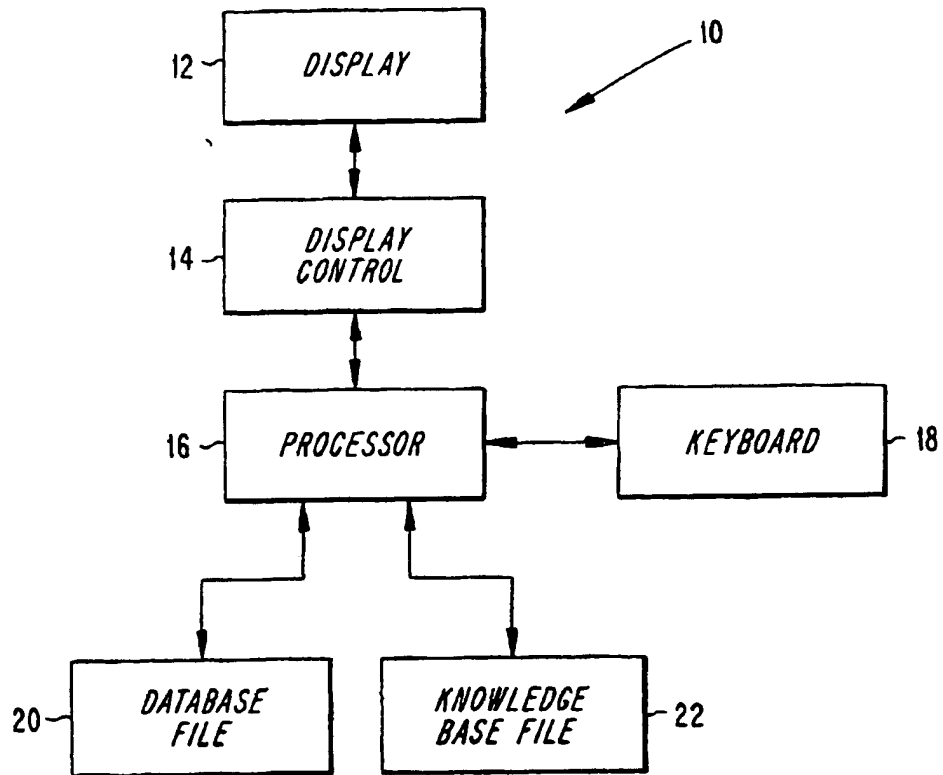 10
12
DISPLAY
14
DISPLAY
CONTROL
16
PROCESSOR
KEYBOARD
18
20
DATABASE
FILE
KNOWLEDGE
BASE FILE
22